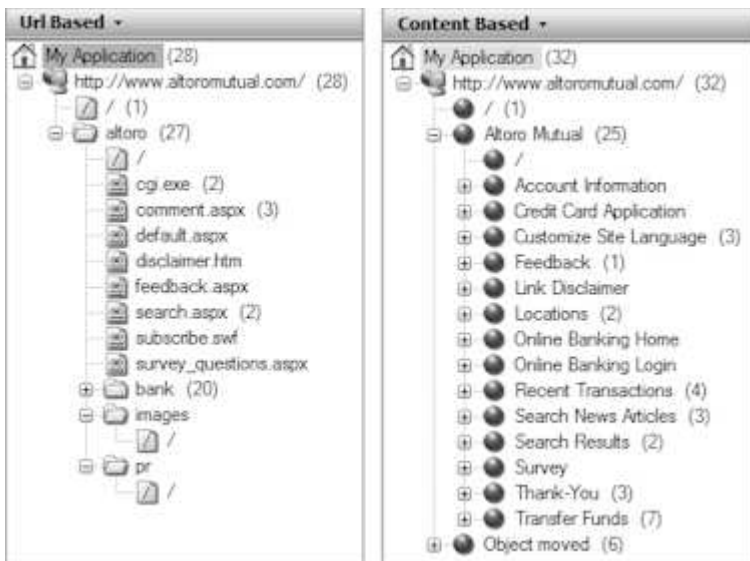 Url Based
My Application (28)
http://www.altoromutual.com/ (28)
/ (1)
altoro (27)
/
cgi.exe (2)
comment.aspx (3)
default.aspx
disclaimer.htm
feedback.aspx
search.aspx (2)
subscribe.swf
survey_questions.aspx
bank (20)
images
/
pr
/
Content Based
My Application (32)
http://www.altoromutual.com/ (32)
/ (1)
Altoro Mutual (25)
/
Account Information
Credit Card Application
Customize Site Language (3)
Feedback (1)
Link Disclaimer
Locations (2)
Online Banking Home
Online Banking Login
Recent Transactions (4)
Search News Articles (3)
Search Results (2)
Survey
Thank-You (3)
Transfer Funds (7)
Object moved (6)